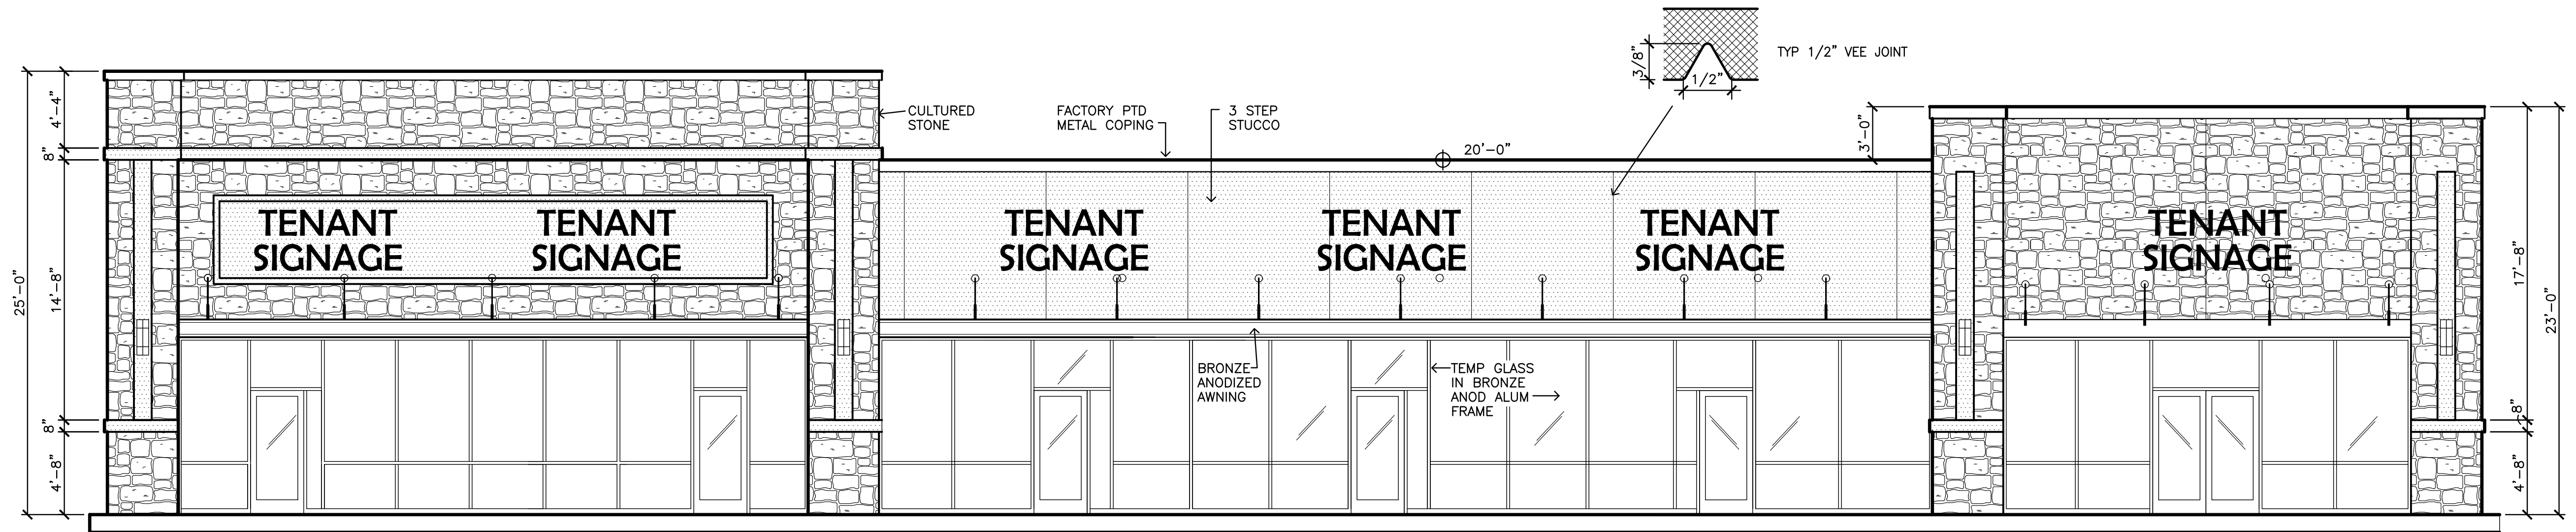 3/8"
1/2"
TYP 1/2" VEE JOINT
25'-0"
4'-4"
8"
14'-8"
8"
4'-8"
CULTURED
STONE
FACTORY PTD
METAL COPING
3 STEP
STUCCO
20'-0"
3'-0"
TENANT
SIGNAGE
TENANT
SIGNAGE
TENANT
SIGNAGE
TENANT
SIGNAGE
TENANT
SIGNAGE
TENANT
SIGNAGE
BRONZE
ANODIZED
AWNING
TEMP GLASS
IN BRONZE
ANOD ALUM
FRAME
17'-8"
8"
4'-8"
23'-0"